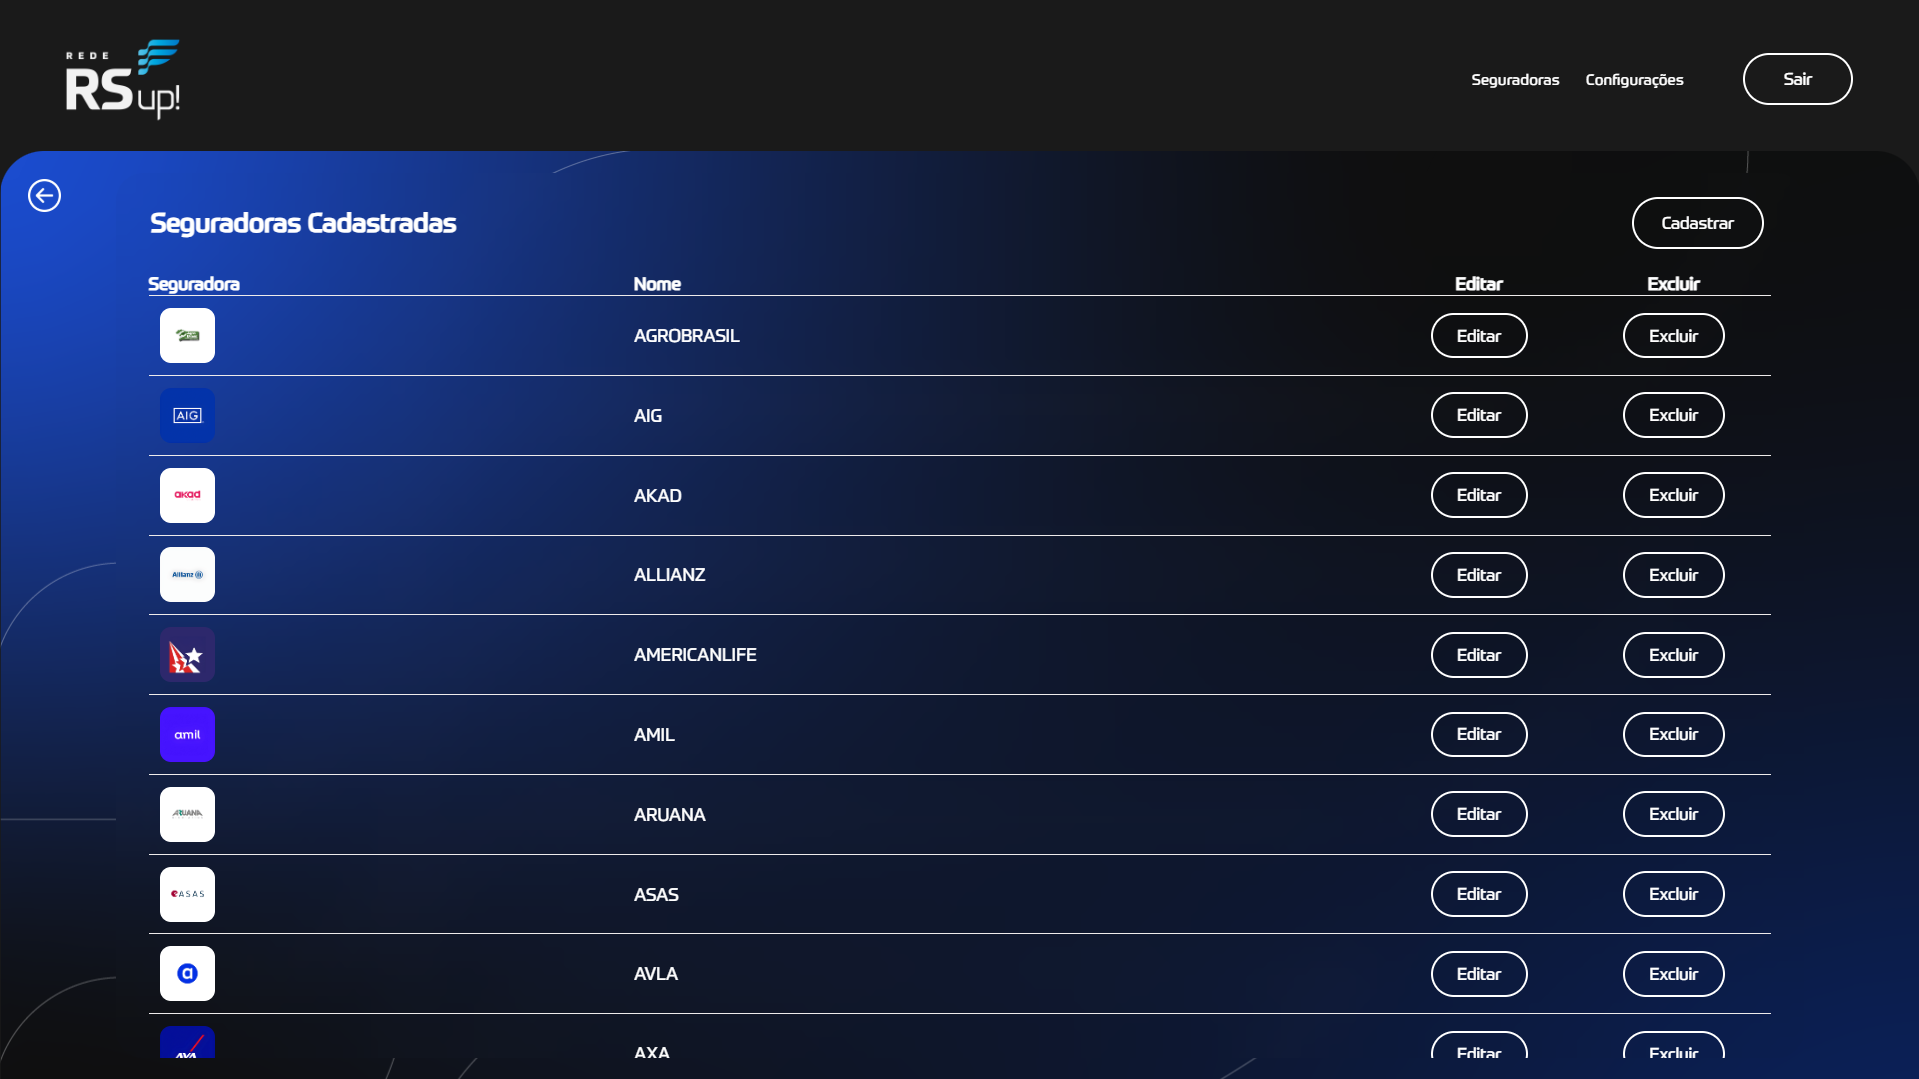 REDE
RS up!
Seguradoras Configurações Sair
Seguradoras Cadastradas Cadastrar
Seguradora Nome Editar Excluir
AGROBRASIL Editar Excluir
AIG AIG Editar Excluir
akad AKAD Editar Excluir
Allianz ALLIANZ Editar Excluir
AMERICANLIFE Editar Excluir
amil AMIL Editar Excluir
ARUANA ARUANA Editar Excluir
ASAS ASAS Editar Excluir
a AVLA Editar Excluir
AXA AXA Editar Excluir